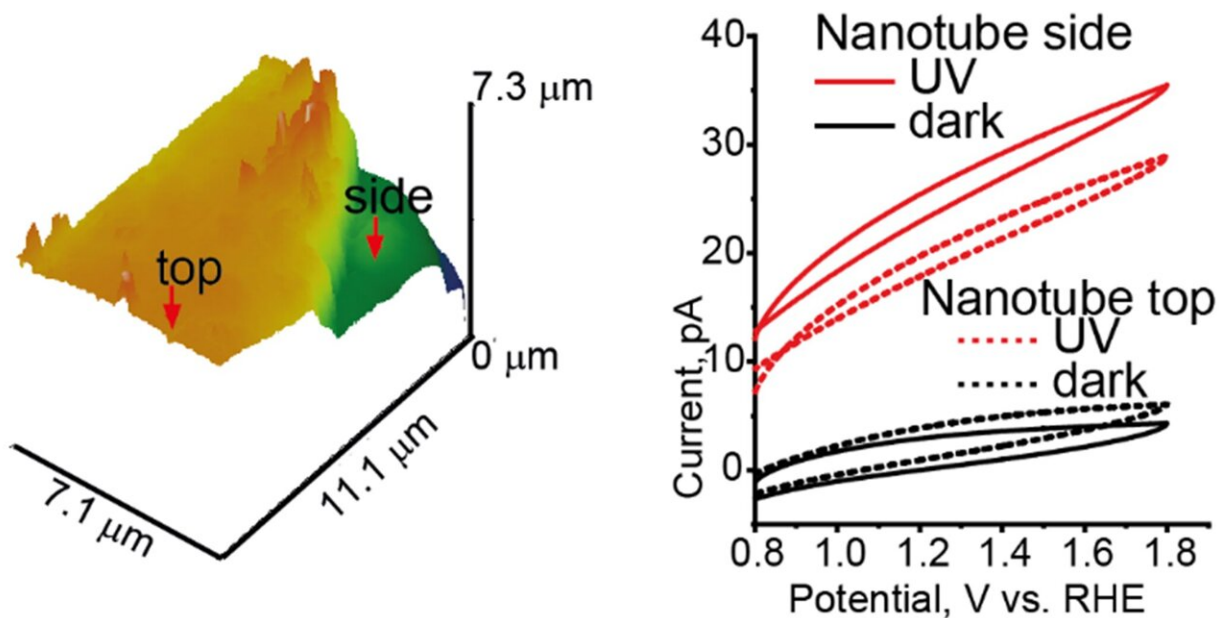 7.3 μm
side
top
0 μm
11.1 μm
7.1 μm
40
30
20
10
0
Current, pA
Nanotube side
UV
dark
Nanotube top
UV
dark
0.8 1.0 1.2 1.4 1.6 1.8
Potential, V vs. RHE